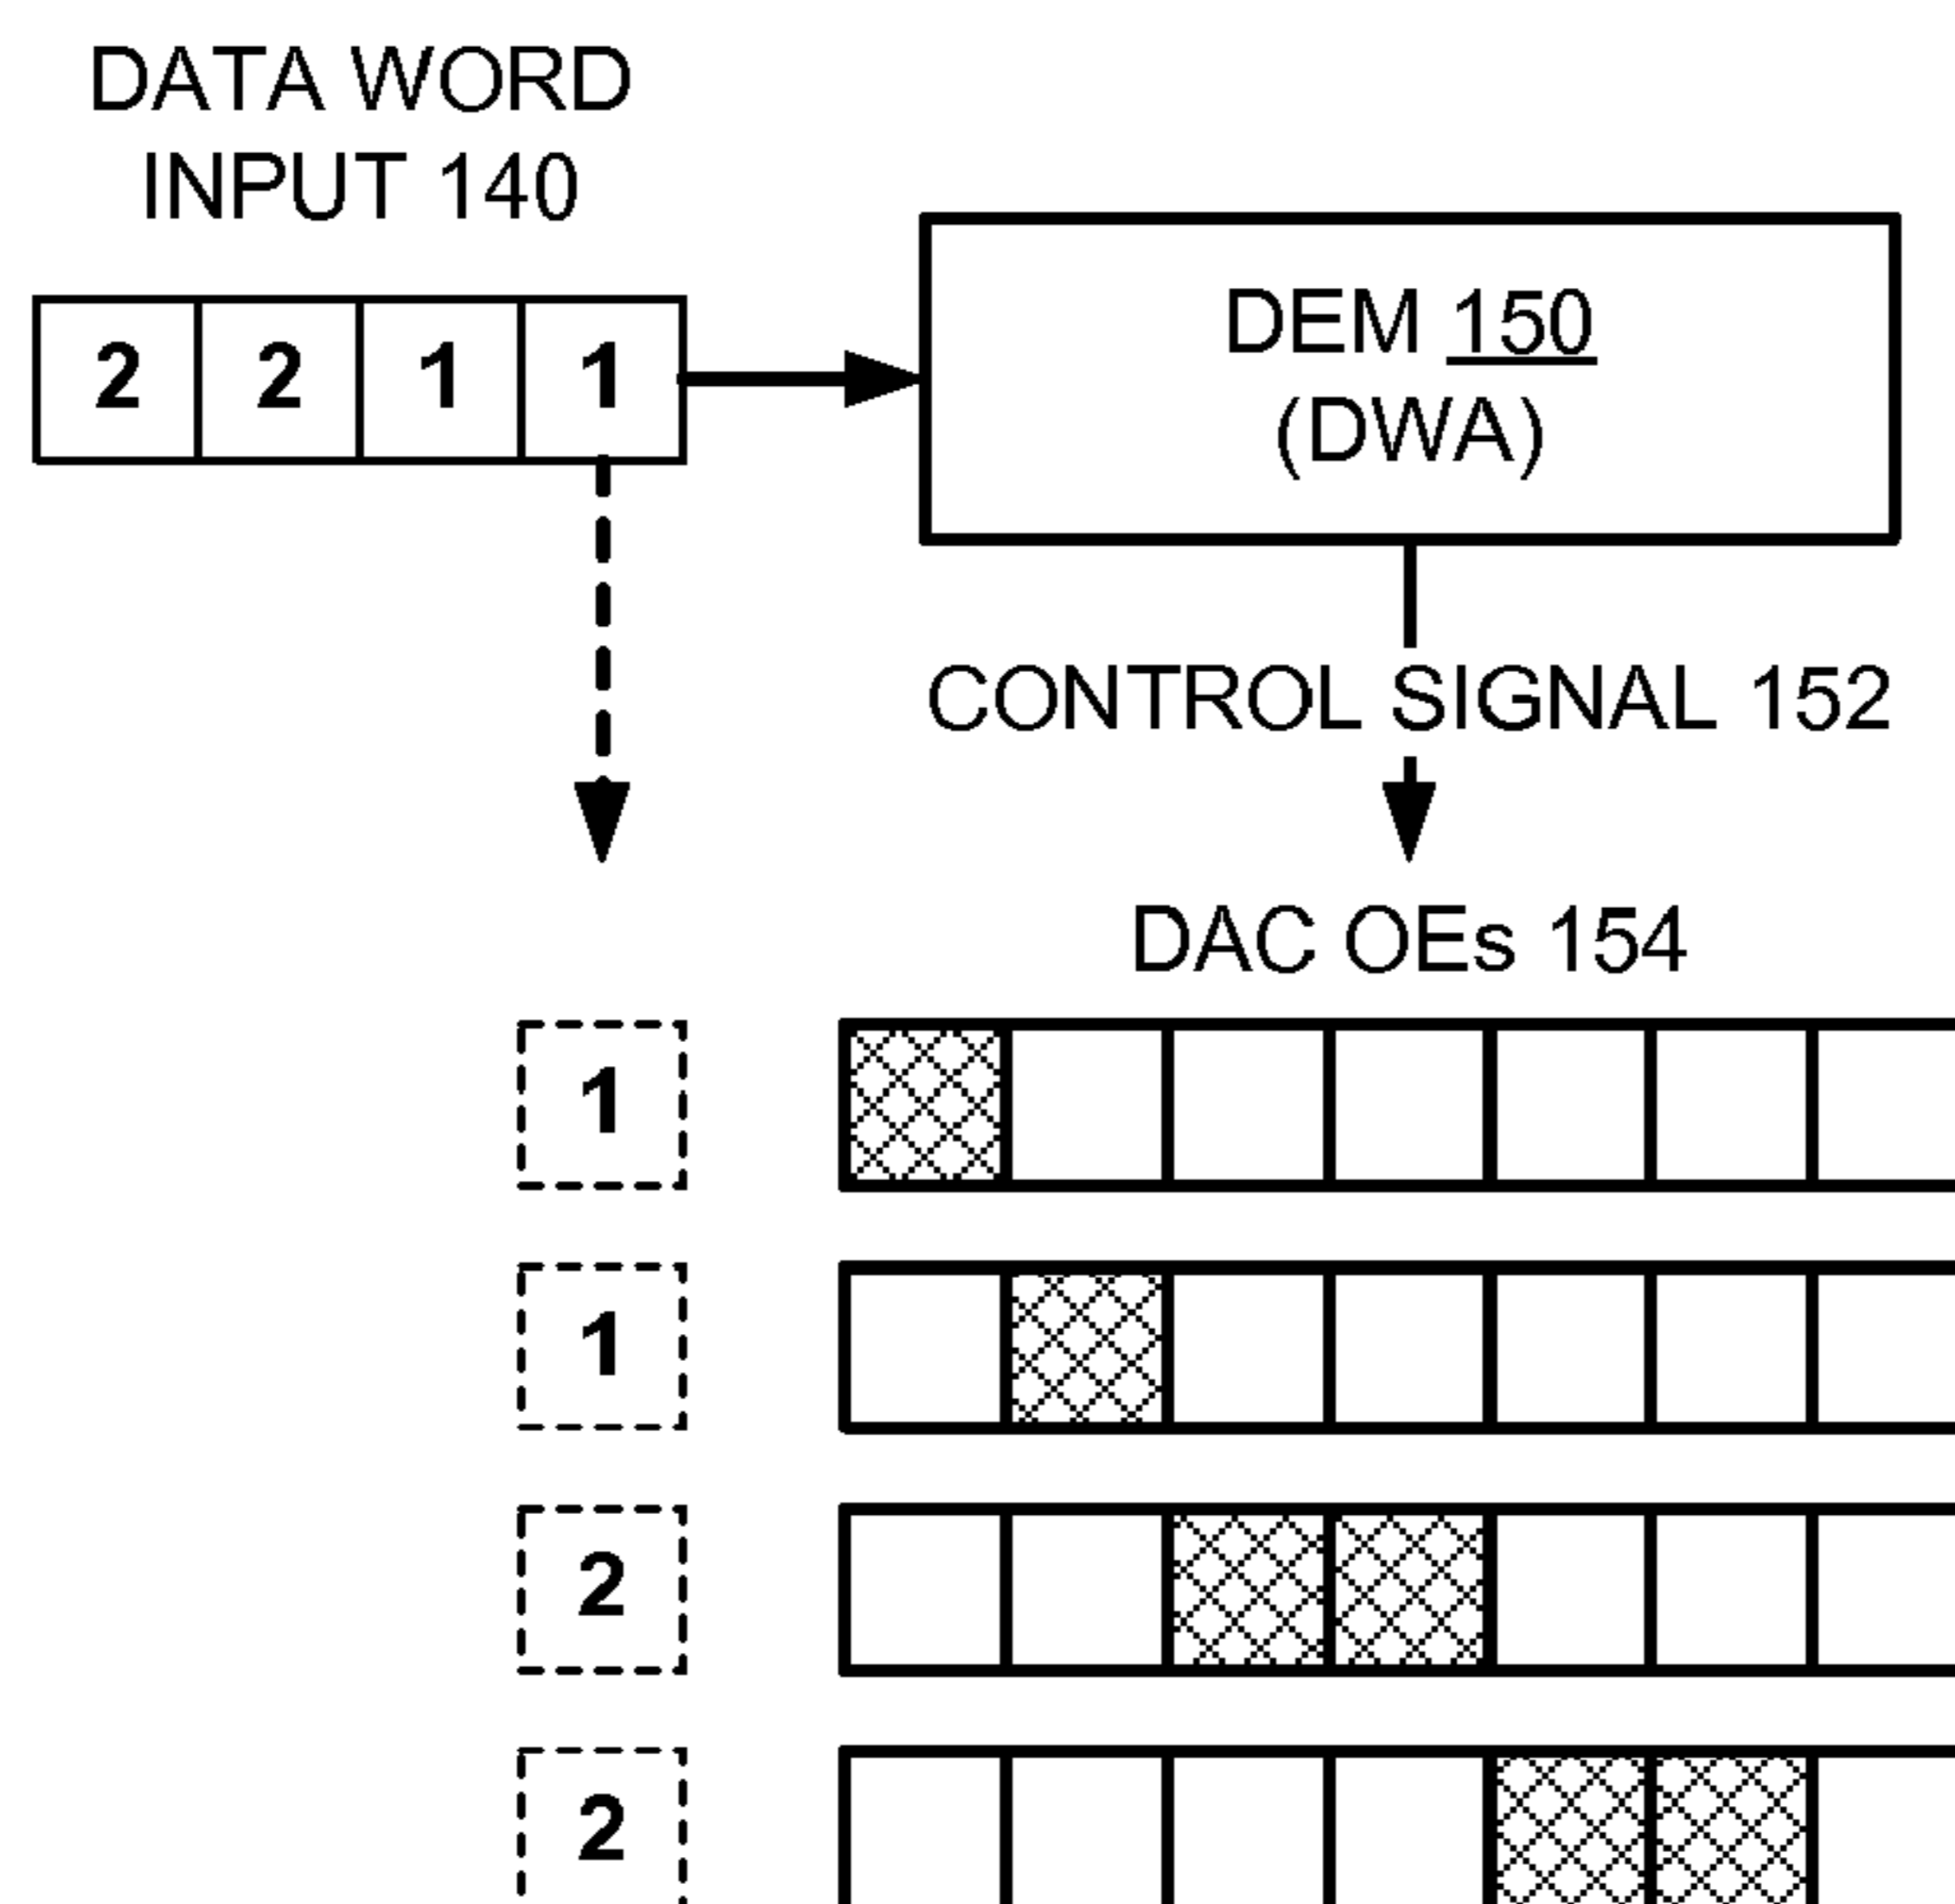 DATA WORD
INPUT 140
2 2 1 1
DEM 150
(DWA)
CONTROL SIGNAL 152
DAC OEs 154
1
1
2
2